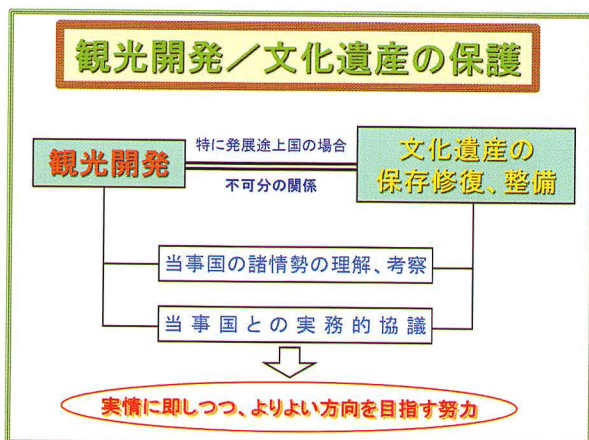 観光開発／文化遺産の保護
特に発展途上国の場合
観光開発
不可分の関係
文化遺産の
保存修復、整備
当事国の諸情勢の理解、考察
当事国との実務的協議
実情に即しつつ、よりよい方向を目指す努力